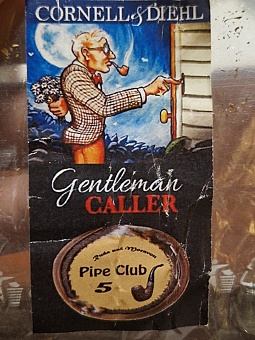 CORNELL & DIEHL
Gentleman
CALLER
Pipe Club
5